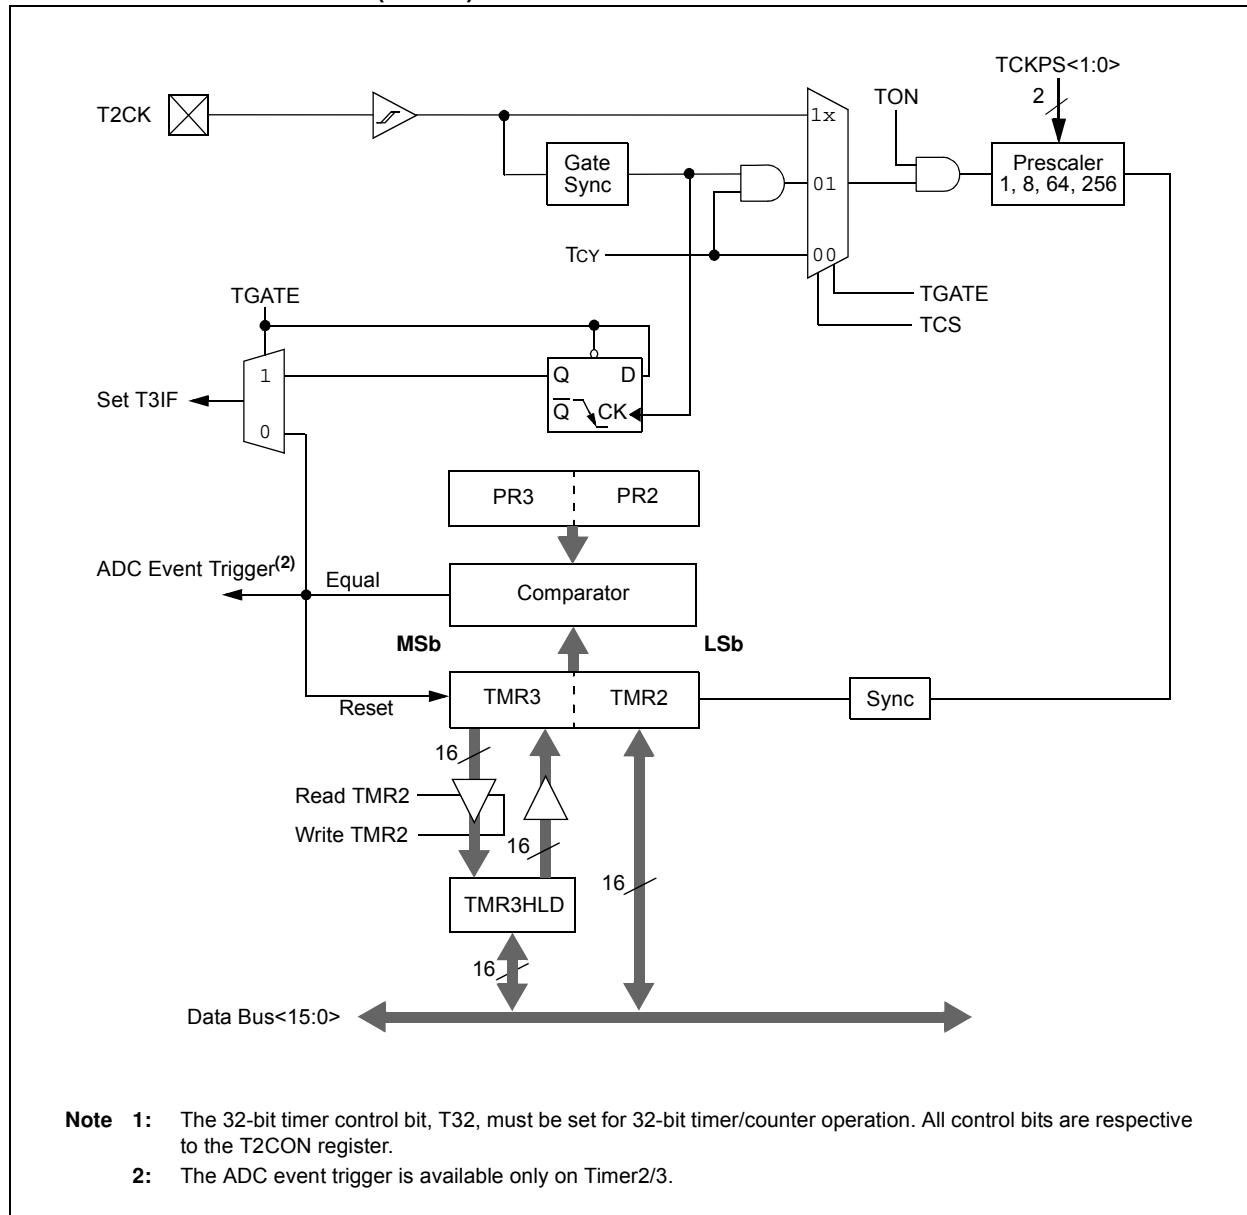 TCKPS<1:0>
T2CK
TON
2
1x
Gate
Sync
Prescaler
1, 8, 64, 256
01
TCY
00
TGATE
TGATE
TCS
1
Q
D
Set T3IF
Q
CK
0
PR3
PR2
ADC Event Trigger(2)
Equal
Comparator
MSb
LSb
TMR3
TMR2
Sync
Reset
16
Read TMR2
Write TMR2
16
16
TMR3HLD
16
Data Bus<15:0>
Note 1: The 32-bit timer control bit, T32, must be set for 32-bit timer/counter operation. All control bits are respective
to the T2CON register.
2: The ADC event trigger is available only on Timer2/3.